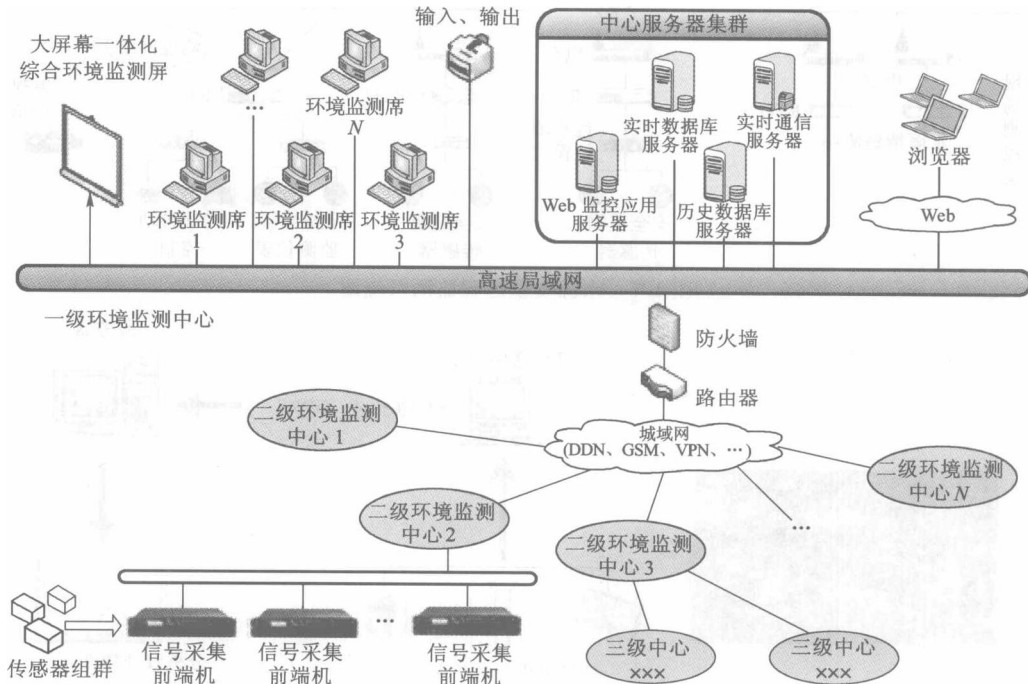 大屏幕一体化
综合环境监测屏
输入、输出
中心服务器集群
...
环境监测席
N
实时数据库
服务器
实时通信
服务器
浏览器
环境监测席
1
环境监测席
2
环境监测席
3
Web 监控应用
服务器
历史数据库
服务器
Web
高速局域网
一级环境监测中心
防火墙
路由器
二级环境监测
中心1
城域网
(DDN、GSM、VPN、…)
二级环境监测
中心 N
二级环境监测
中心2
...
二级环境监测
中心3
...
传感器组群
信号采集
前端机
信号采集
前端机
信号采集
前端机
三级中心
×××
三级中心
×××